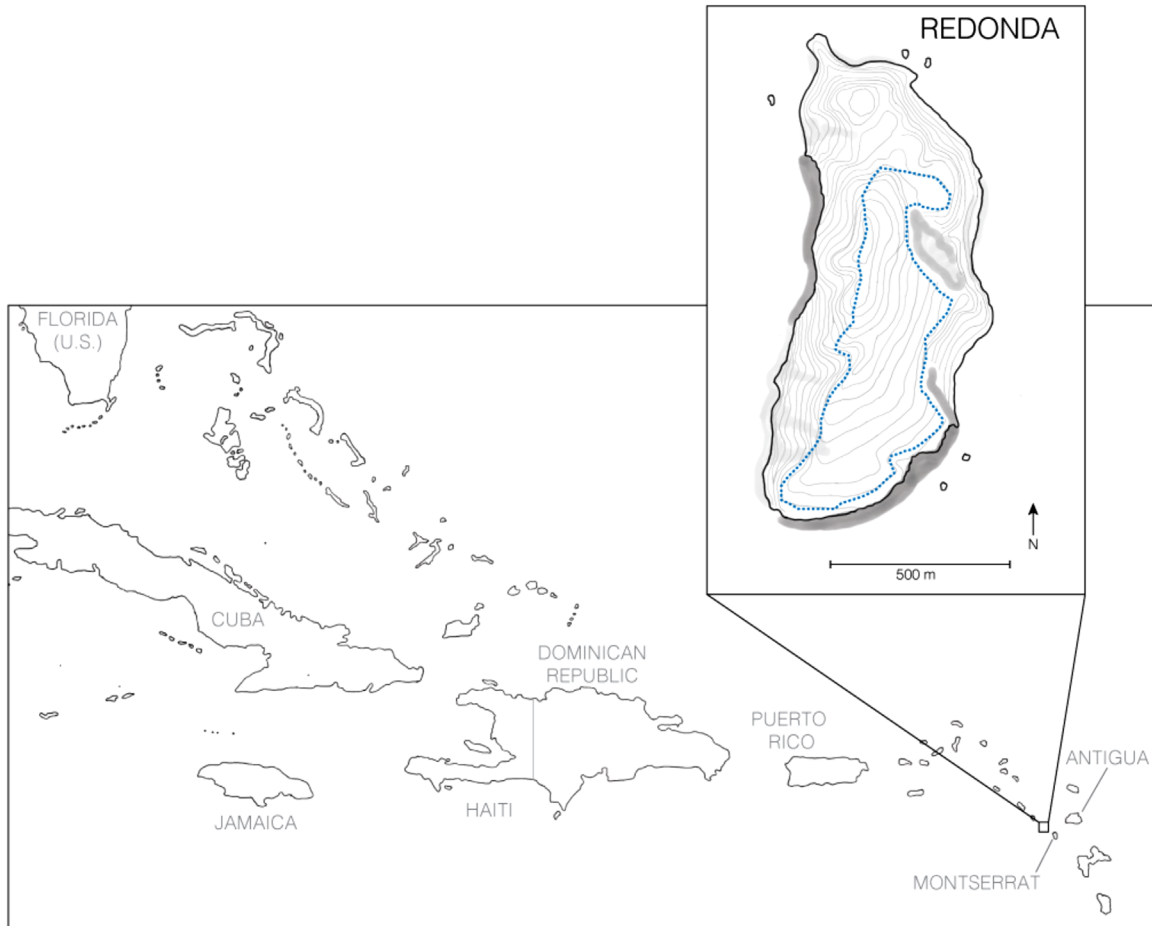 REDONDA
FLORIDA
(U.S.)
N
500 m
CUBA
DOMINICAN
REPUBLIC
PUERTO
RICO
ANTIGUA
HAITI
JAMAICA
MONTSERRAT